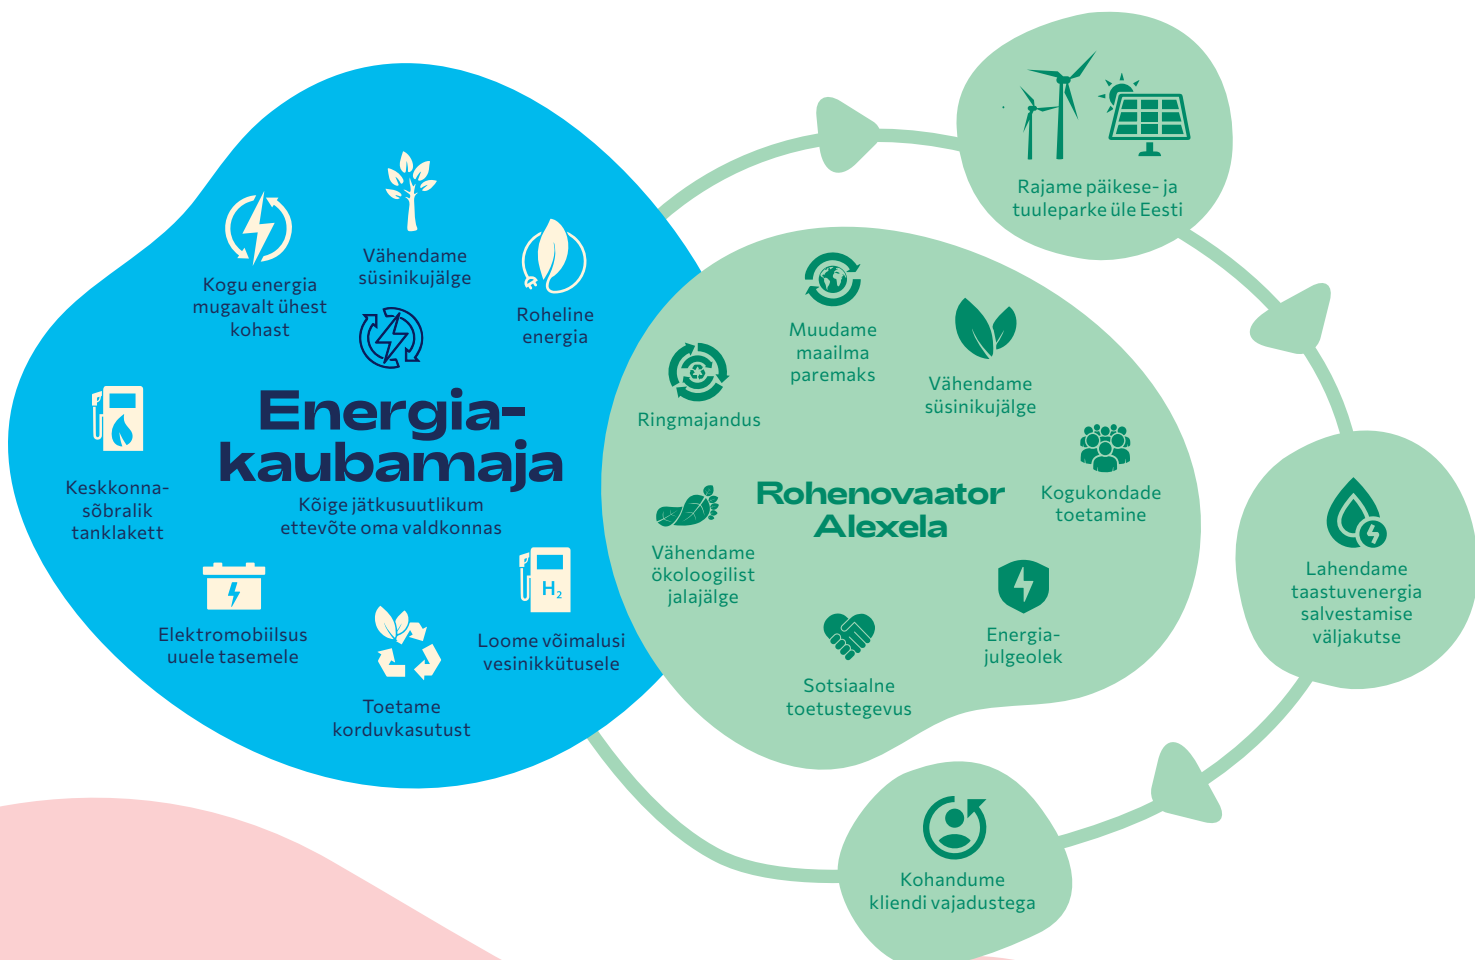 Kogu energia
mugavalt ühest
kohast
Vähendame
süsinikujälge
Roheline
energia
Keskkonna-
sõbralik
tanklakett
Energia-
kaubamaja
Kõige jätkusuutlikum
ettevõte oma valdkonnas
Elektromobiilsus
uuele tasemele
Toetame
korduvkasutust
H2
Loome võimalusi
vesinikkütusele
Ringmajandus
Muudame
maailma
paremaks
Vähendame
süsinikujälge
Kogukondade
toetamine
Rohenovaator
Alexela
Vähendame
ökoloogilist
jalajälge
Sotsiaalne
toetustegevus
Energia-
julgeolek
Rajame päikese- ja
tuuleparke üle Eesti
Lahendame
taastuvenergia
salvestamise
väljakutse
Kohandume
kliendi vajadustega